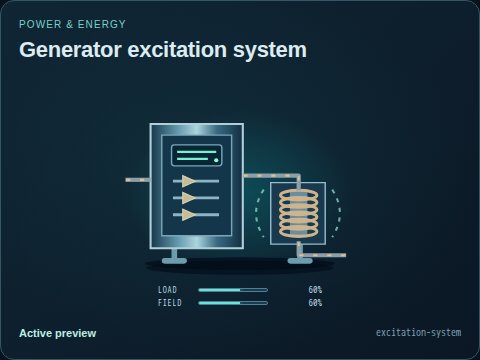 POWER & ENERGY
Generator excitation system
LOAD 60%
FIELD 60%
Active preview excitation-system